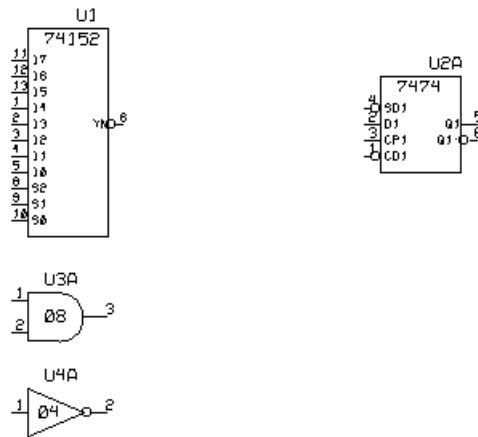 U1
74152
11 I7
12 I6
13 I5
1 I4
2 I3
3 I2
4 I1
5 I0
8 S2
9 S1
10 S0
YN 6
U2A
7474
4 SD1
2 D1
3 CP1
1 CD1
Q1 5
Q1 6
U3A
1
2
08
3
U4A
1
04
2